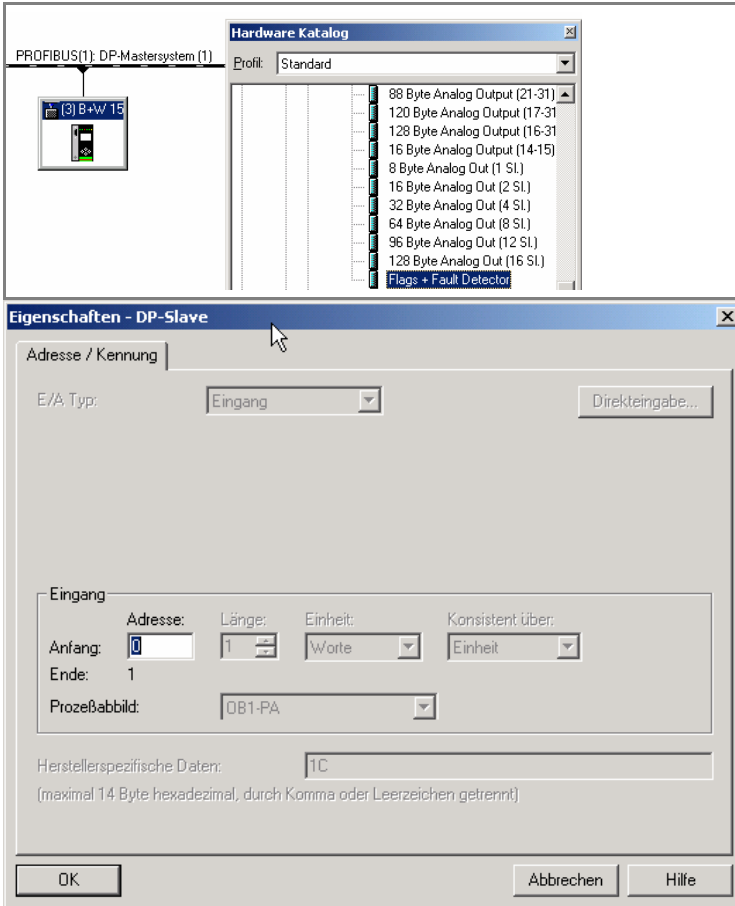 Hardware Katalog
PROFIBUS(1): DP-Mastersystem (1)
Profil: Standard
(3) B+W 15
88 Byte Analog Output (21-31)
120 Byte Analog Output (17-31
128 Byte Analog Output (16-31
16 Byte Analog Output (14-15)
8 Byte Analog Out (1 Sl.)
16 Byte Analog Out (2 Sl.)
32 Byte Analog Out (4 Sl.)
64 Byte Analog Out (8 Sl.)
96 Byte Analog Out (12 Sl.)
128 Byte Analog Out (16 Sl.)
Flags + Fault Detector
Eigenschaften - DP-Slave
Adresse / Kennung
E/A Typ: Eingang Direkteingabe...
Eingang
Adresse: Länge: Einheit: Konsistent über:
Anfang: 0 1 Worte Einheit
Ende: 1
Prozeßabbild: OB1-PA
Herstellerspezifische Daten: 1C
(maximal 14 Byte hexadezimal, durch Komma oder Leerzeichen getrennt)
OK Abbrechen Hilfe